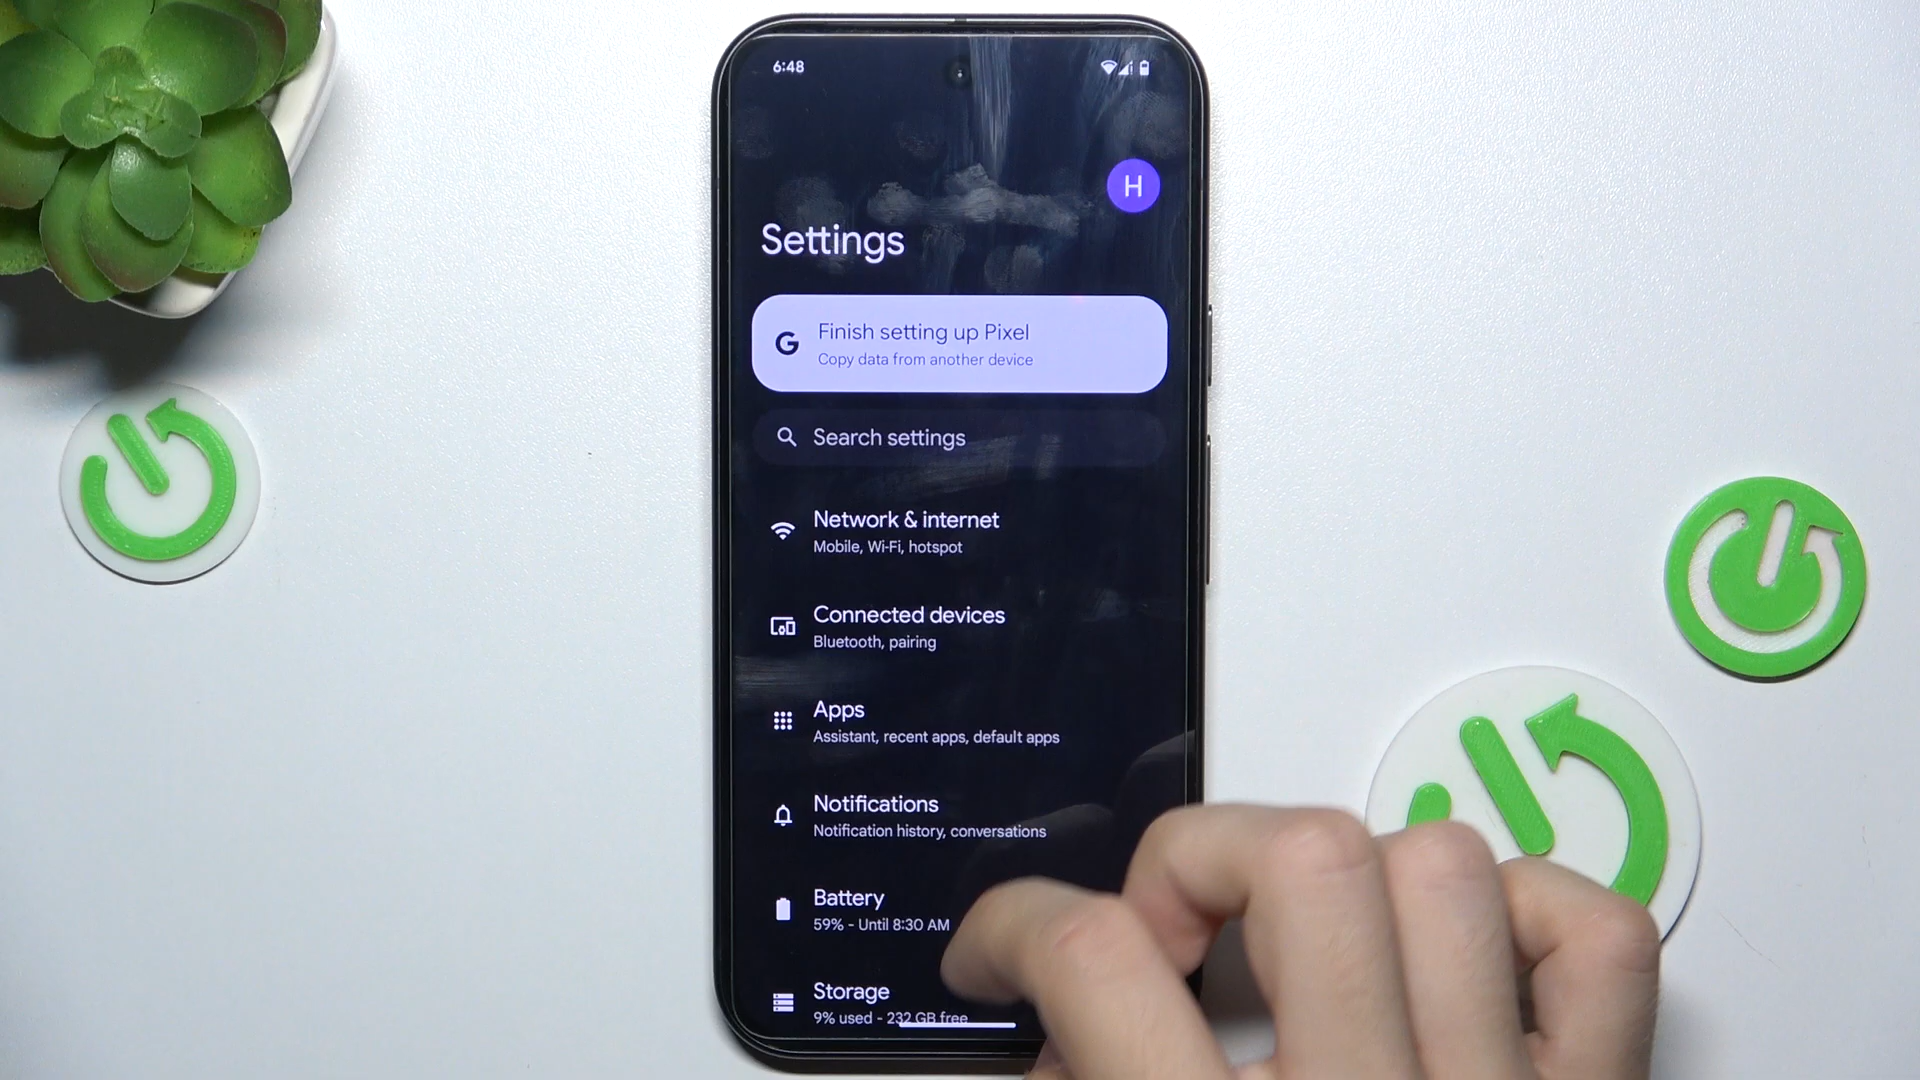 6:48
H
Settings
Finish setting up Pixel
Copy data from another device
Search settings
Network & internet
Mobile, Wi-Fi, hotspot
Connected devices
Bluetooth, pairing
Apps
Assistant, recent apps, default apps
Notifications
Notification history, conversations
Battery
59% - Until 8:30 AM
Storage
9% used - 232 GB free